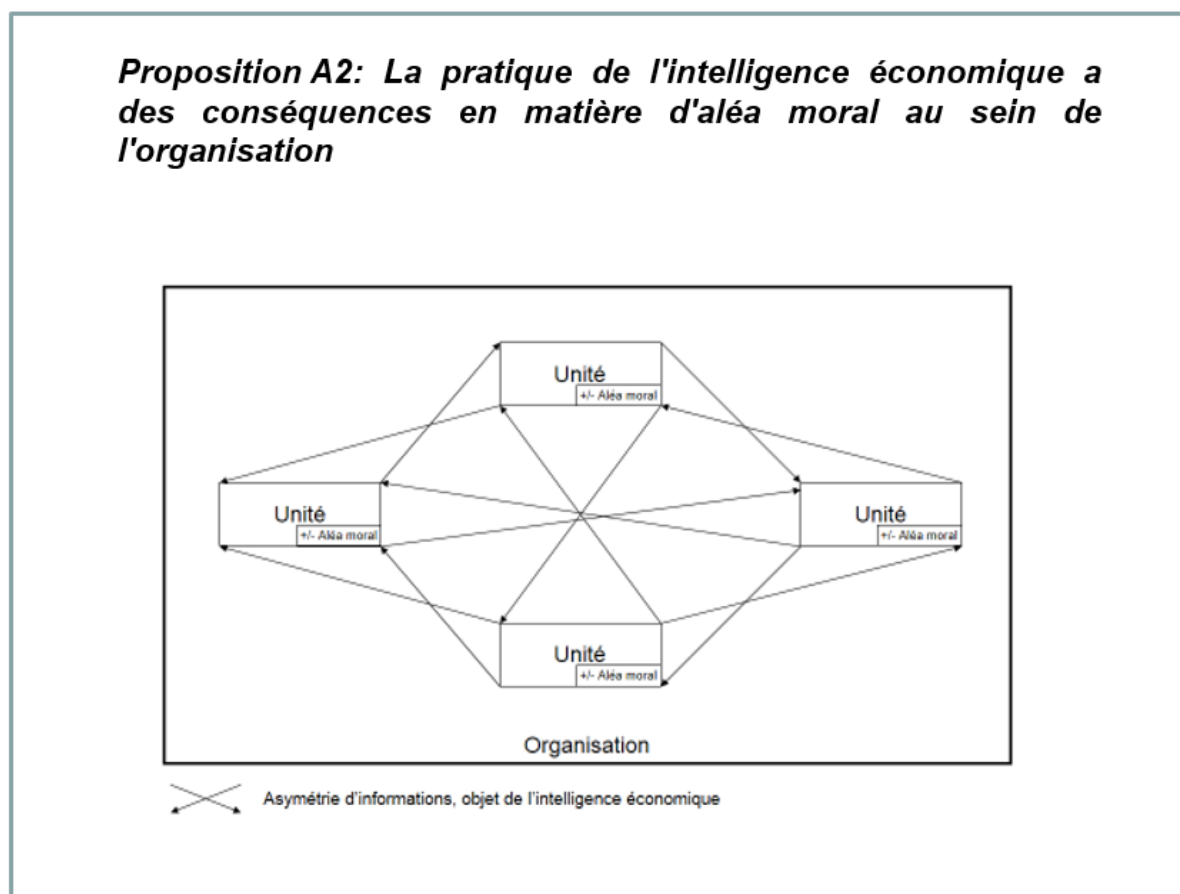 Proposition A2: La pratique de l'intelligence économique a
des conséquences en matière d'aléa moral au sein de
l'organisation
Unité
+/- Aléa moral
Unité
+/- Aléa moral
Unité
+/- Aléa moral
Unité
+/- Aléa moral
Organisation
Asymétrie d'informations, objet de l'intelligence économique